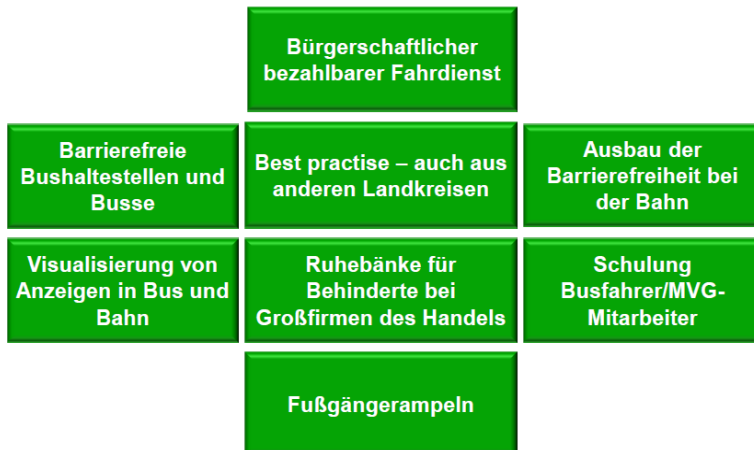 Bürgerschaftlicher
bezahlbarer Fahrdienst
Barrierefreie
Bushaltestellen und
Busse
Best practise – auch aus
anderen Landkreisen
Ausbau der
Barrierefreiheit bei
der Bahn
Visualisierung von
Anzeigen in Bus und
Bahn
Ruhebänke für
Behinderte bei
Großfirmen des Handels
Schulung
Busfahrer/MVG-
Mitarbeiter
Fußgängerampeln